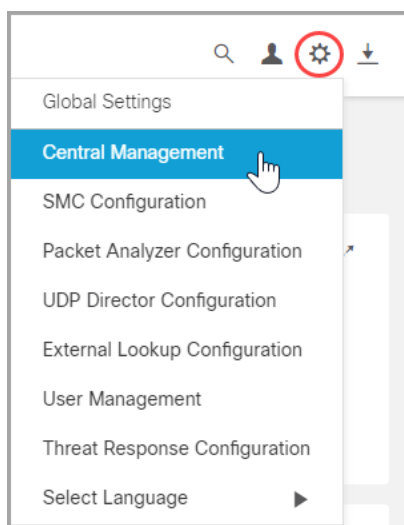 Global Settings
Central Management
SMC Configuration
Packet Analyzer Configuration
UDP Director Configuration
External Lookup Configuration
User Management
Threat Response Configuration
Select Language